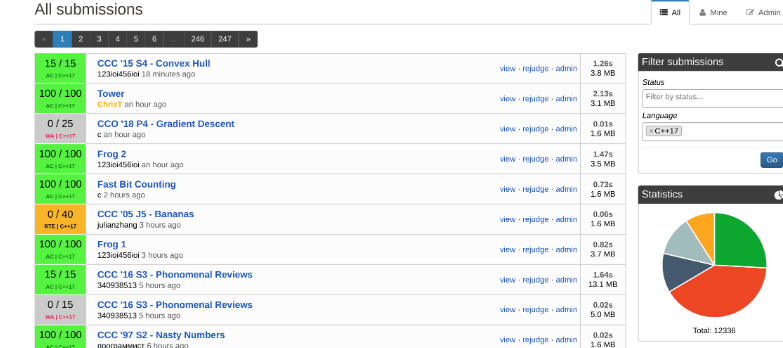 All submissions
All
Mine
Admin
« 1 2 3 4 5 6 ... 246 247 »
15 / 15
AC | C++17
CCC '15 S4 - Convex Hull
123ioi456ioi 18 minutes ago
view · rejudge · admin
1.26s
3.8 MB
100 / 100
AC | C++17
Tower
ChrisT an hour ago
view · rejudge · admin
2.13s
3.1 MB
0 / 25
WA | C++17
CCO '18 P4 - Gradient Descent
c an hour ago
view · rejudge · admin
0.01s
1.6 MB
100 / 100
AC | C++17
Frog 2
123ioi456ioi an hour ago
view · rejudge · admin
1.47s
3.5 MB
100 / 100
AC | C++17
Fast Bit Counting
c 2 hours ago
view · rejudge · admin
0.73s
1.6 MB
0 / 40
RTE | C++17
CCC '05 J5 - Bananas
julianzhang 3 hours ago
view · rejudge · admin
0.06s
1.6 MB
100 / 100
AC | C++17
Frog 1
123ioi456ioi 3 hours ago
view · rejudge · admin
0.82s
3.7 MB
15 / 15
AC | C++17
CCC '16 S3 - Phonomenal Reviews
340938513 5 hours ago
view · rejudge · admin
1.64s
13.1 MB
0 / 15
WA | C++17
CCC '16 S3 - Phonomenal Reviews
340938513 5 hours ago
view · rejudge · admin
0.02s
5.0 MB
100 / 100
AC | C++17
CCC '97 S2 - Nasty Numbers
программист 6 hours ago
view · rejudge · admin
0.02s
1.6 MB
Filter submissions
Status
Filter by status...
Language
×C++17
Go
Statistics
Total: 12336